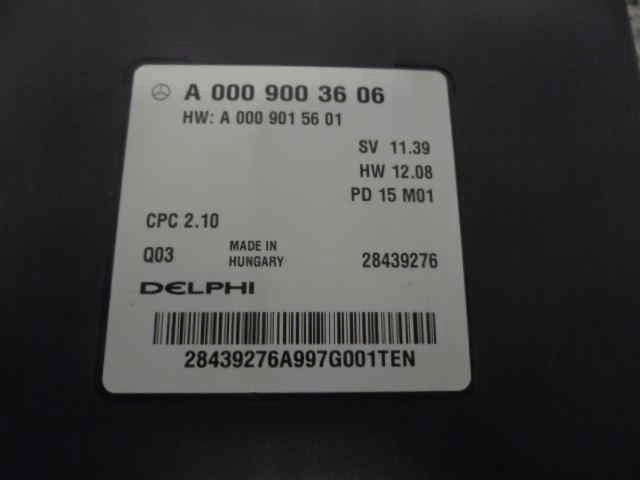 A 000 900 36 06
HW: A 000 901 56 01
SV 11.39
HW 12.08
PD 15 M01
CPC 2.10
Q03
MADE IN
HUNGARY
28439276
DELPHI
28439276A997G001TEN